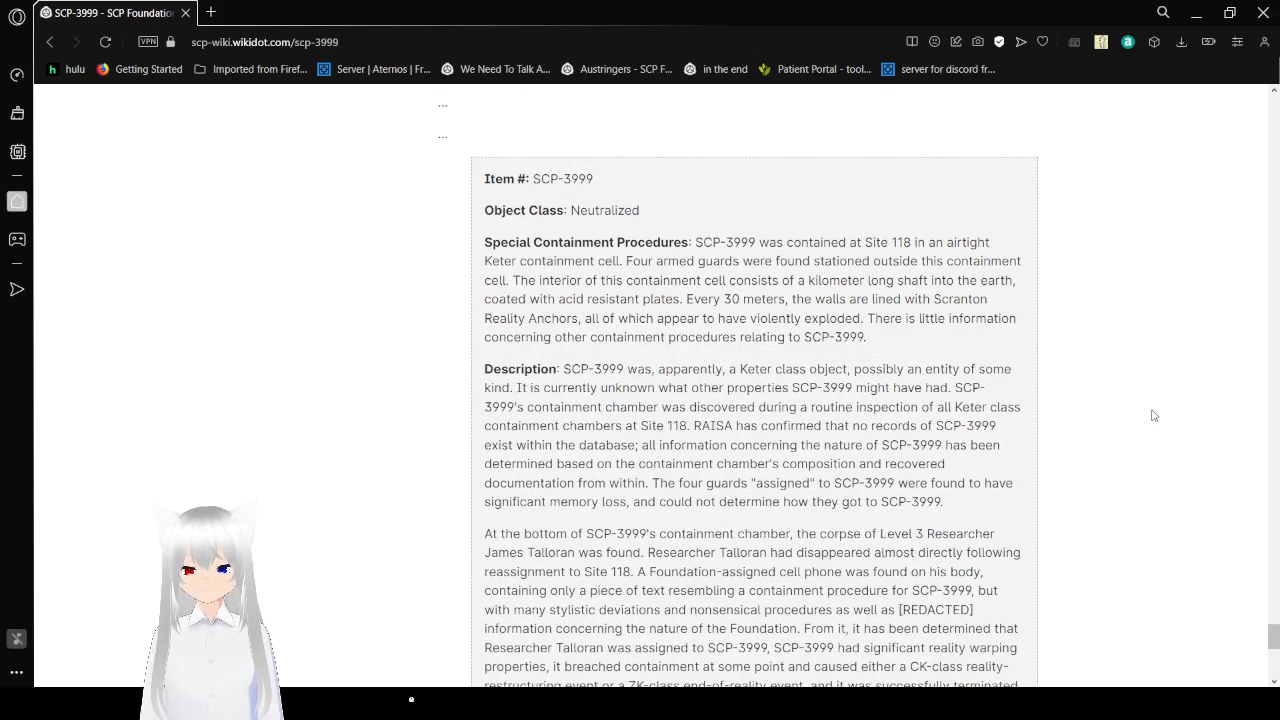 SCP-3999 - SCP Foundatio
VPN
scp-wiki.wikidot.com/scp-3999
hulu
Getting Started
Imported from Firef...
Server | Aternos | Fr...
We Need To Talk A...
Austringers - SCP F...
in the end
Patient Portal - tool...
server for discord fr...
...
...
Item #: SCP-3999
Object Class: Neutralized
Special Containment Procedures: SCP-3999 was contained at Site 118 in an airtight
Keter containment cell. Four armed guards were found stationed outside this containment
cell. The interior of this containment cell consists of a kilometer long shaft into the earth,
coated with acid resistant plates. Every 30 meters, the walls are lined with Scranton
Reality Anchors, all of which appear to have violently exploded. There is little information
concerning other containment procedures relating to SCP-3999.
Description: SCP-3999 was, apparently, a Keter class object, possibly an entity of some
kind. It is currently unknown what other properties SCP-3999 might have had. SCP-
3999's containment chamber was discovered during a routine inspection of all Keter class
containment chambers at Site 118. RAISA has confirmed that no records of SCP-3999
exist within the database; all information concerning the nature of SCP-3999 has been
determined based on the containment chamber's composition and recovered
documentation from within. The four guards "assigned" to SCP-3999 were found to have
significant memory loss, and could not determine how they got to SCP-3999.
At the bottom of SCP-3999's containment chamber, the corpse of Level 3 Researcher
James Talloran was found. Researcher Talloran had disappeared almost directly following
reassignment to Site 118. A Foundation-assigned cell phone was found on his body,
containing only a piece of text resembling a containment procedure for SCP-3999, but
with many stylistic deviations and nonsensical procedures as well as [REDACTED]
information concerning the nature of the Foundation. From it, it has been determined that
Researcher Talloran was assigned to SCP-3999, SCP-3999 had significant reality warping
properties, it breached containment at some point and caused either a CK-class reality-
restructuring event or a ZK-class end-of-reality event, and it was successfully terminated